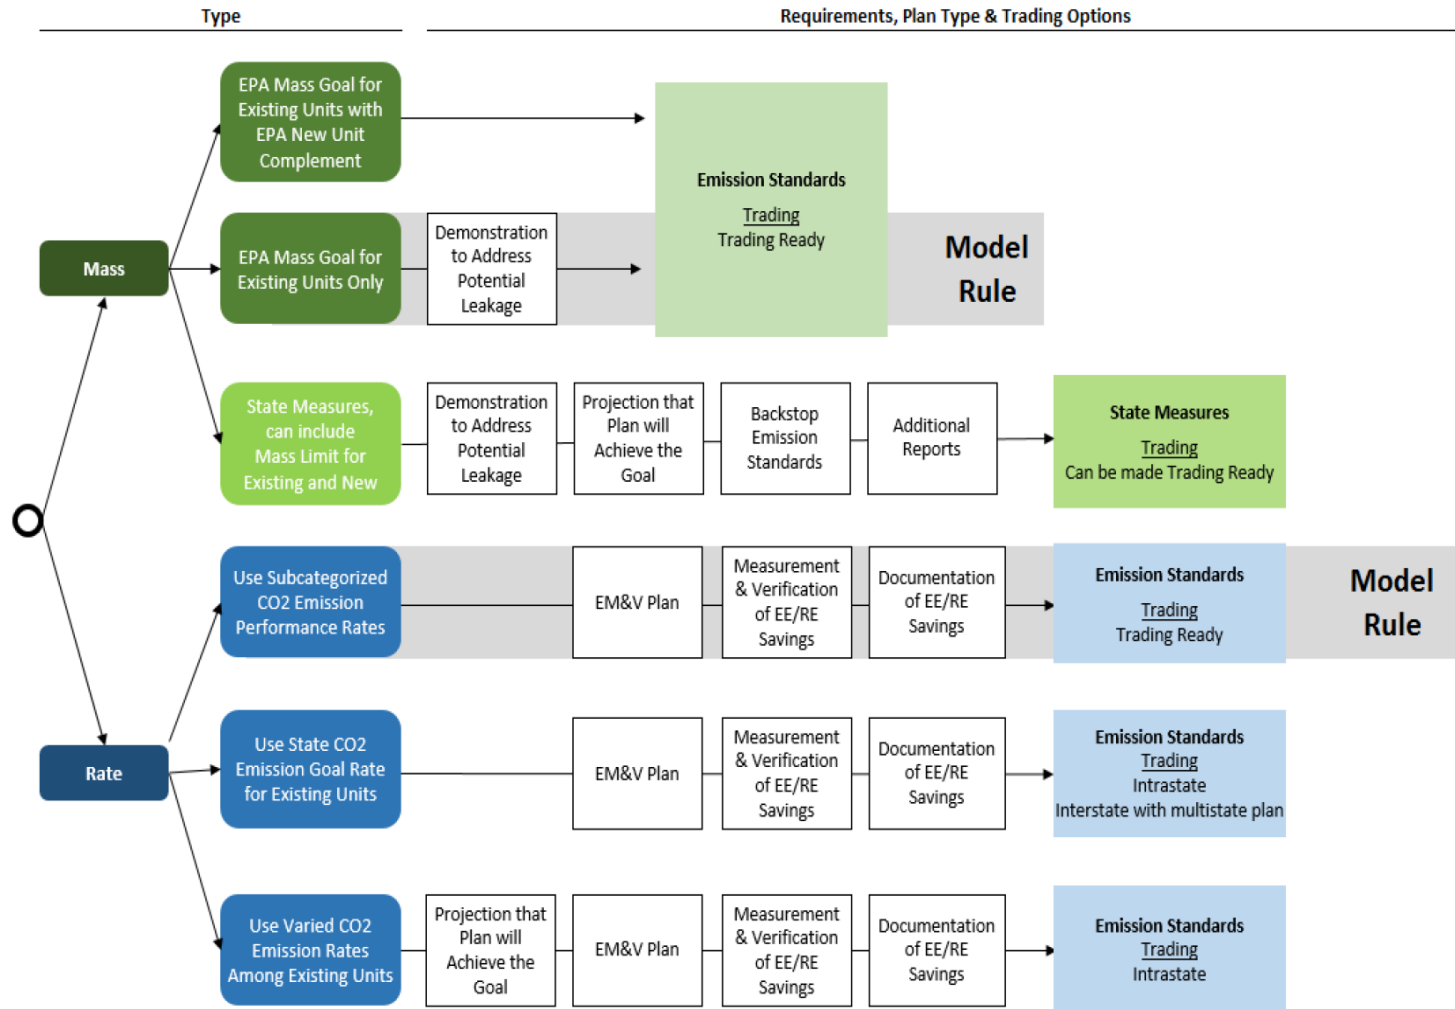 Type
Requirements, Plan Type & Trading Options
EPA Mass Goal for
Existing Units with
EPA New Unit
Complement
Emission Standards
Trading
Trading Ready
Mass
EPA Mass Goal for
Existing Units Only
Demonstration
to Address
Potential
Leakage
Model
Rule
State Measures,
can include
Mass Limit for
Existing and New
Demonstration
to Address
Potential
Leakage
Projection that
Plan will
Achieve the
Goal
Backstop
Emission
Standards
Additional
Reports
State Measures
Trading
Can be made Trading Ready
Use Subcategorized
CO2 Emission
Performance Rates
EM&V Plan
Measurement
& Verification
of EE/RE
Savings
Documentation
of EE/RE
Savings
Emission Standards
Trading
Trading Ready
Model
Rule
Rate
Use State CO2
Emission Goal Rate
for Existing Units
EM&V Plan
Measurement
& Verification
of EE/RE
Savings
Documentation
of EE/RE
Savings
Emission Standards
Trading
Intrastate
Interstate with multistate plan
Use Varied CO2
Emission Rates
Among Existing Units
Projection that
Plan will
Achieve the
Goal
EM&V Plan
Measurement
& Verification
of EE/RE
Savings
Documentation
of EE/RE
Savings
Emission Standards
Trading
Intrastate